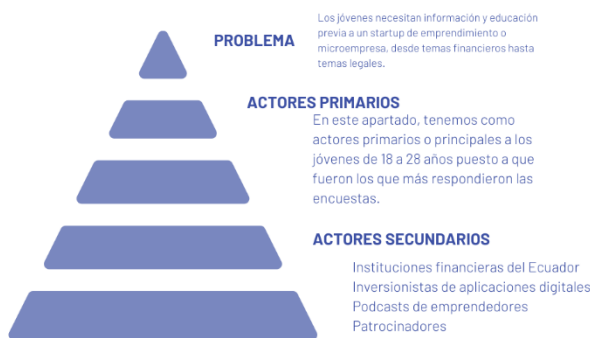 PROBLEMA
Los jóvenes necesitan información y educación
previa a un startup de emprendimiento o
microempresa, desde temas financieros hasta
temas legales.
ACTORES PRIMARIOS
En este apartado, tenemos como
actores primarios o principales a los
jóvenes de 18 a 28 años puesto a que
fueron los que más respondieron las
encuestas.
ACTORES SECUNDARIOS
Instituciones financieras del Ecuador
Inversionistas de aplicaciones digitales
Podcasts de emprendedores
Patrocinadores